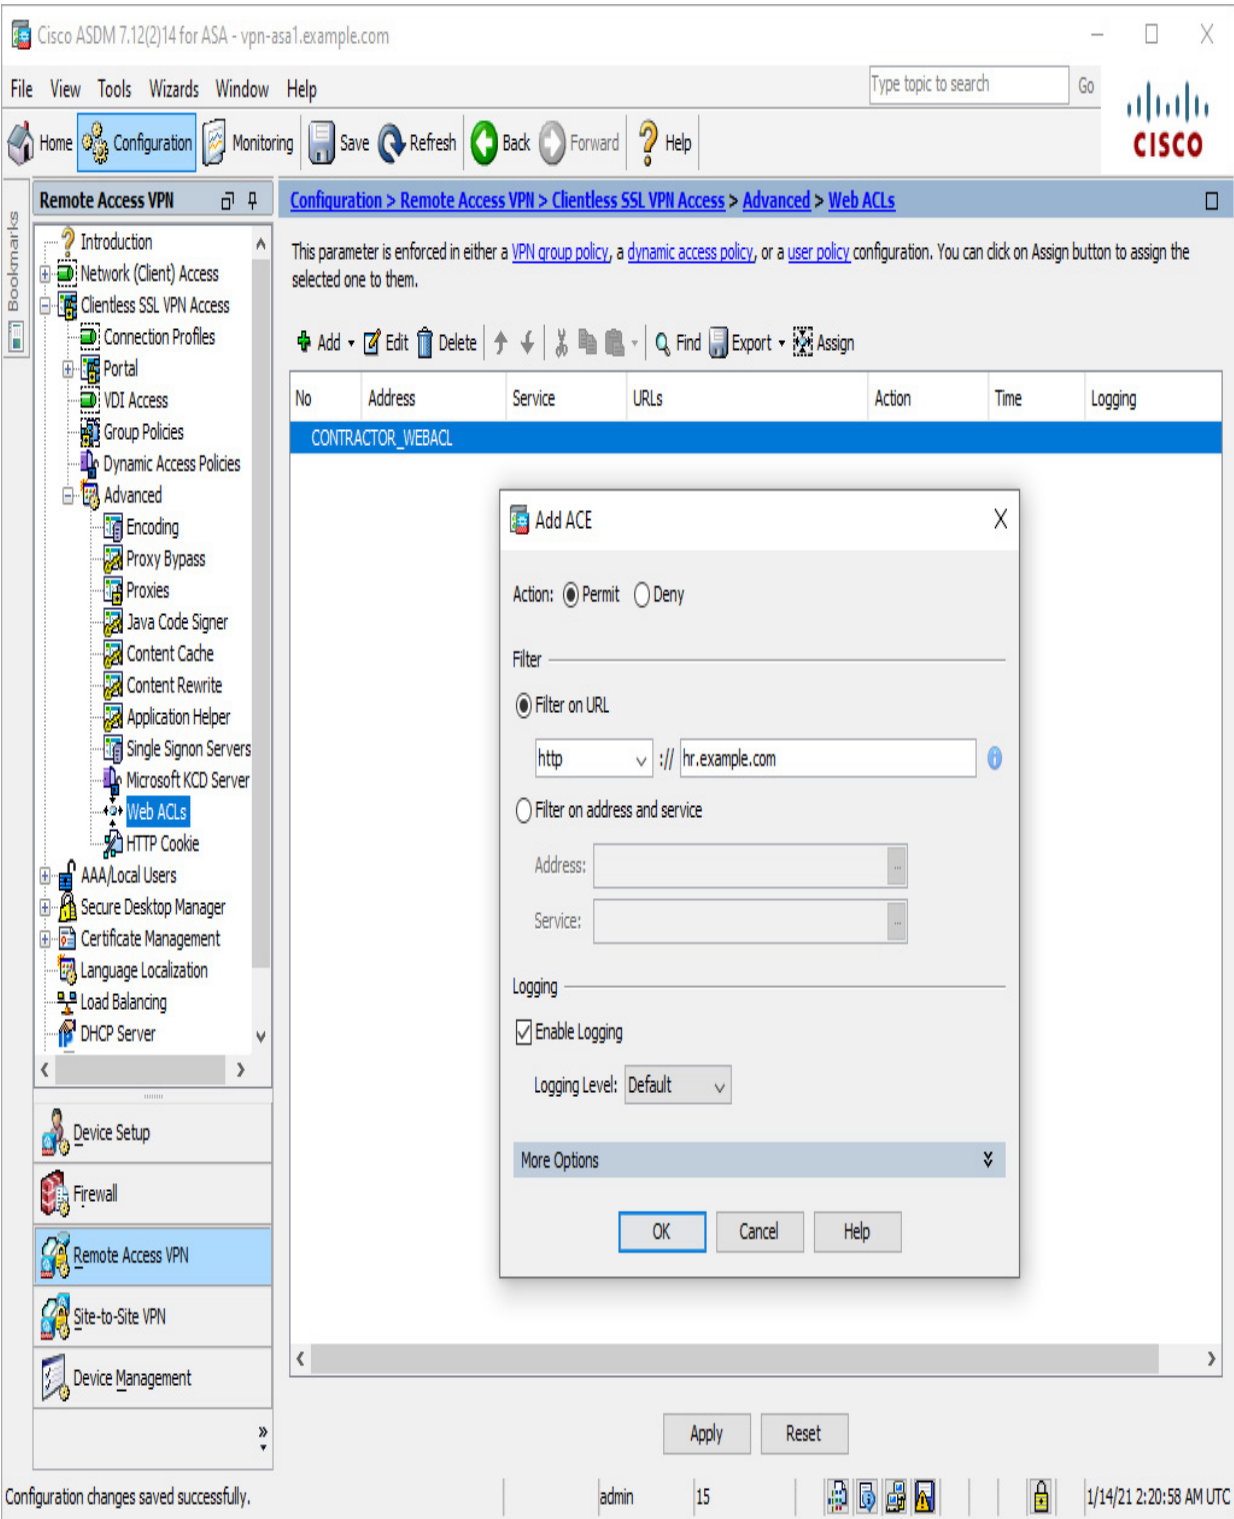 Cisco ASDM 7.12(2)14 for ASA - vpn-asa1.example.com
File View Tools Wizards Window Help
Type topic to search Go
Home Configuration Monitoring Save Refresh Back Forward Help
CISCO
Bookmarks
Remote Access VPN
Introduction
Network (Client) Access
Clientless SSL VPN Access
Connection Profiles
Portal
VDI Access
Group Policies
Dynamic Access Policies
Advanced
Encoding
Proxy Bypass
Proxies
Java Code Signer
Content Cache
Content Rewrite
Application Helper
Single Signon Servers
Microsoft KCD Server
Web ACLs
HTTP Cookie
AAA/Local Users
Secure Desktop Manager
Certificate Management
Language Localization
Load Balancing
DHCP Server
Device Setup
Firewall
Remote Access VPN
Site-to-Site VPN
Device Management
Configuration > Remote Access VPN > Clientless SSL VPN Access > Advanced > Web ACLs
This parameter is enforced in either a VPN group policy, a dynamic access policy, or a user policy configuration. You can click on Assign button to assign the
selected one to them.
Add Edit Delete Find Export Assign
No Address Service URLs Action Time Logging
CONTRACTOR_WEBACL
Add ACE
Action: Permit Deny
Filter
Filter on URL
http :// hr.example.com
Filter on address and service
Address: ...
Service: ...
Logging
Enable Logging
Logging Level: Default
More Options
OK Cancel Help
Apply Reset
Configuration changes saved successfully. admin 15 1/14/21 2:20:58 AM UTC